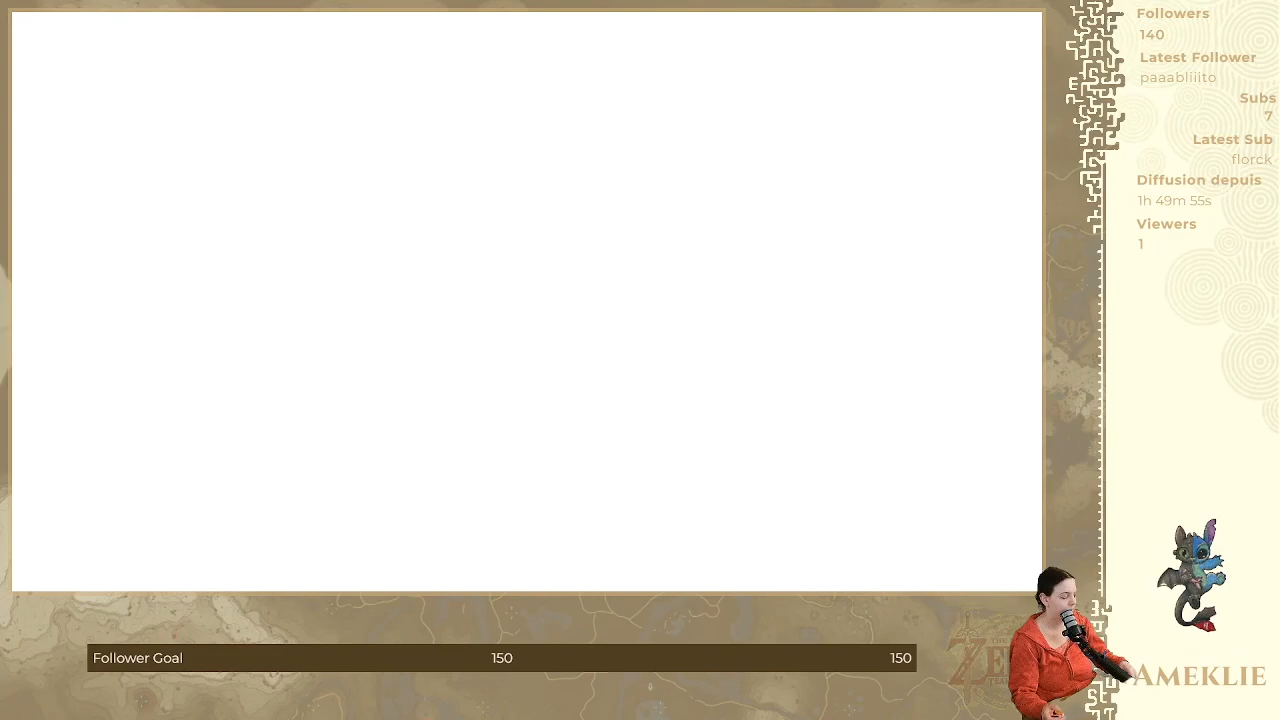 Followers
140
Latest Follower
paaabliiito
Subs
7
Latest Sub
florck
Diffusion depuis
1h 49m 55s
Viewers
1
Follower Goal 150 150
THE
AMEKLIE